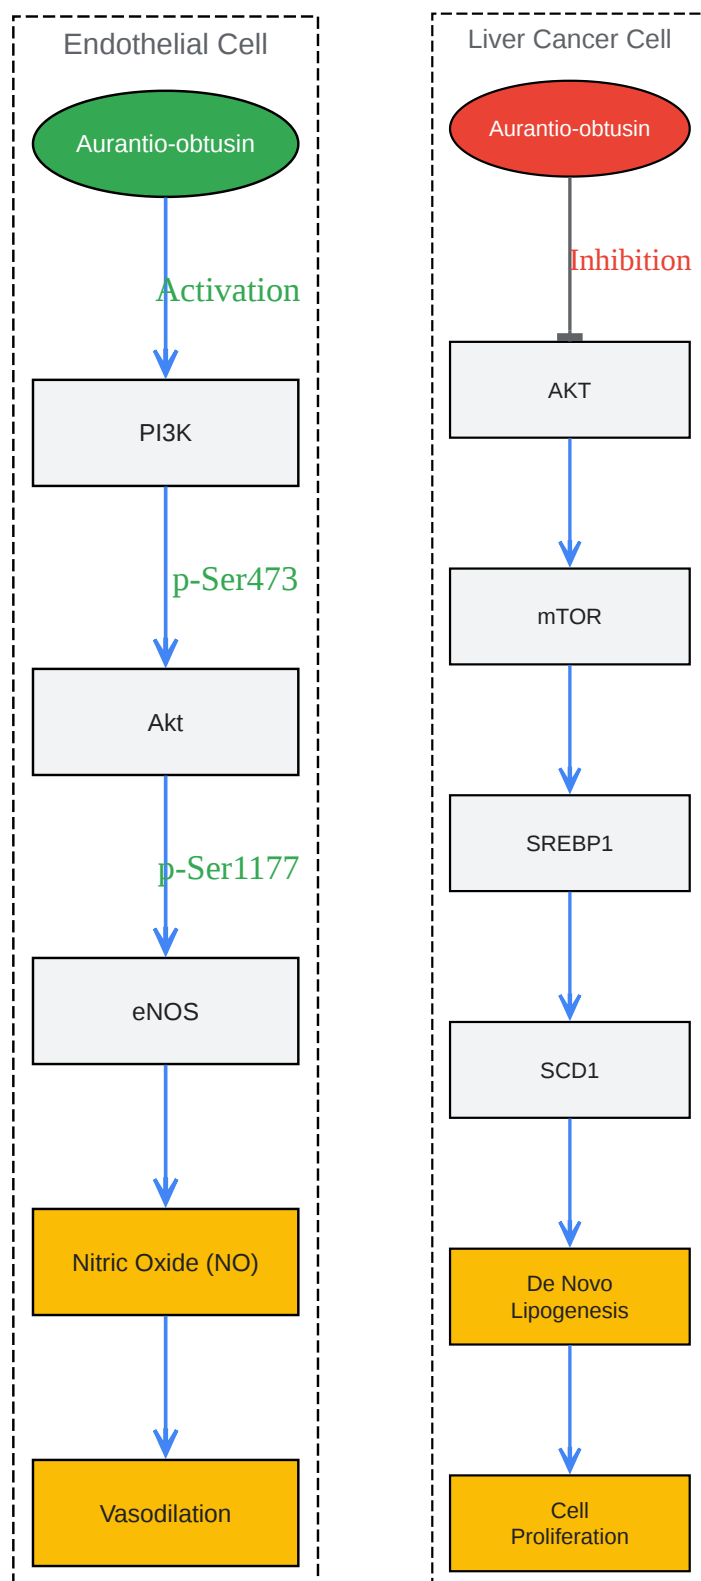 Endothelial Cell
Aurantio-obtusin
Activation
PI3K
p-Ser473
Akt
p-Ser1177
eNOS
Nitric Oxide (NO)
Vasodilation
Liver Cancer Cell
Aurantio-obtusin
Inhibition
AKT
mTOR
SREBP1
SCD1
De Novo
Lipogenesis
Cell
Proliferation